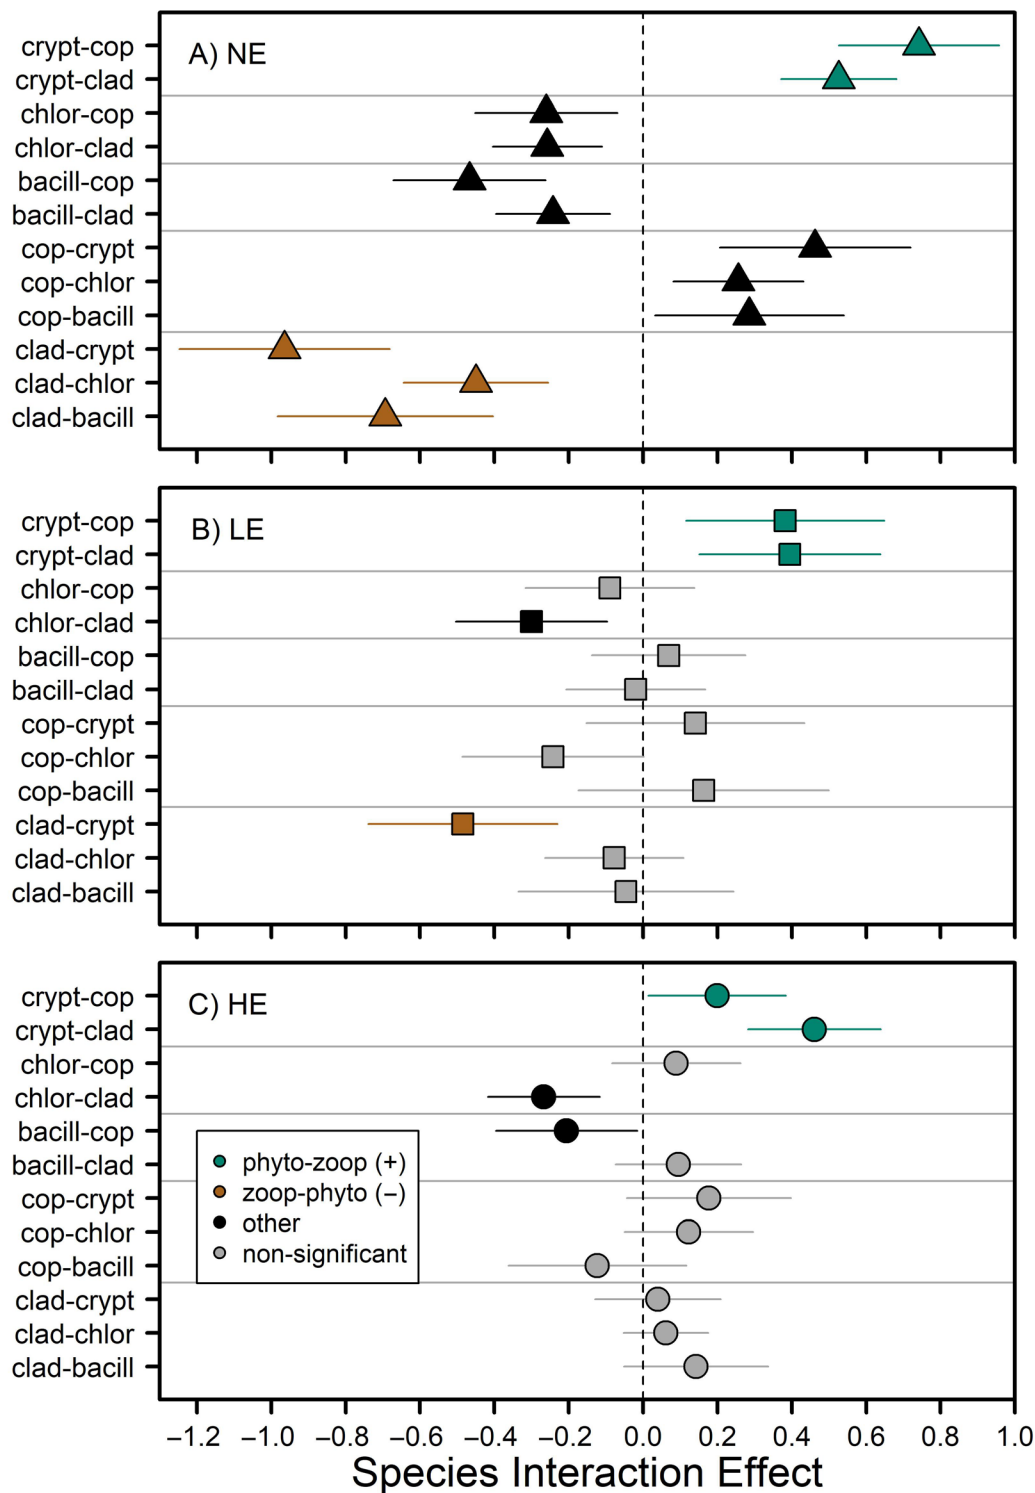 A) NE
crypt-cop
crypt-clad
chlor-cop
chlor-clad
bacill-cop
bacill-clad
cop-crypt
cop-chlor
cop-bacill
clad-crypt
clad-chlor
clad-bacill
B) LE
crypt-cop
crypt-clad
chlor-cop
chlor-clad
bacill-cop
bacill-clad
cop-crypt
cop-chlor
cop-bacill
clad-crypt
clad-chlor
clad-bacill
C) HE
crypt-cop
crypt-clad
chlor-cop
chlor-clad
bacill-cop
bacill-clad
cop-crypt
cop-chlor
cop-bacill
clad-crypt
clad-chlor
clad-bacill
phyto-zoop (+)
zoop-phyto (−)
other
non-significant
−1.2 −1.0 −0.8 −0.6 −0.4 −0.2 0.0 0.2 0.4 0.6 0.8 1.0
Species Interaction Effect